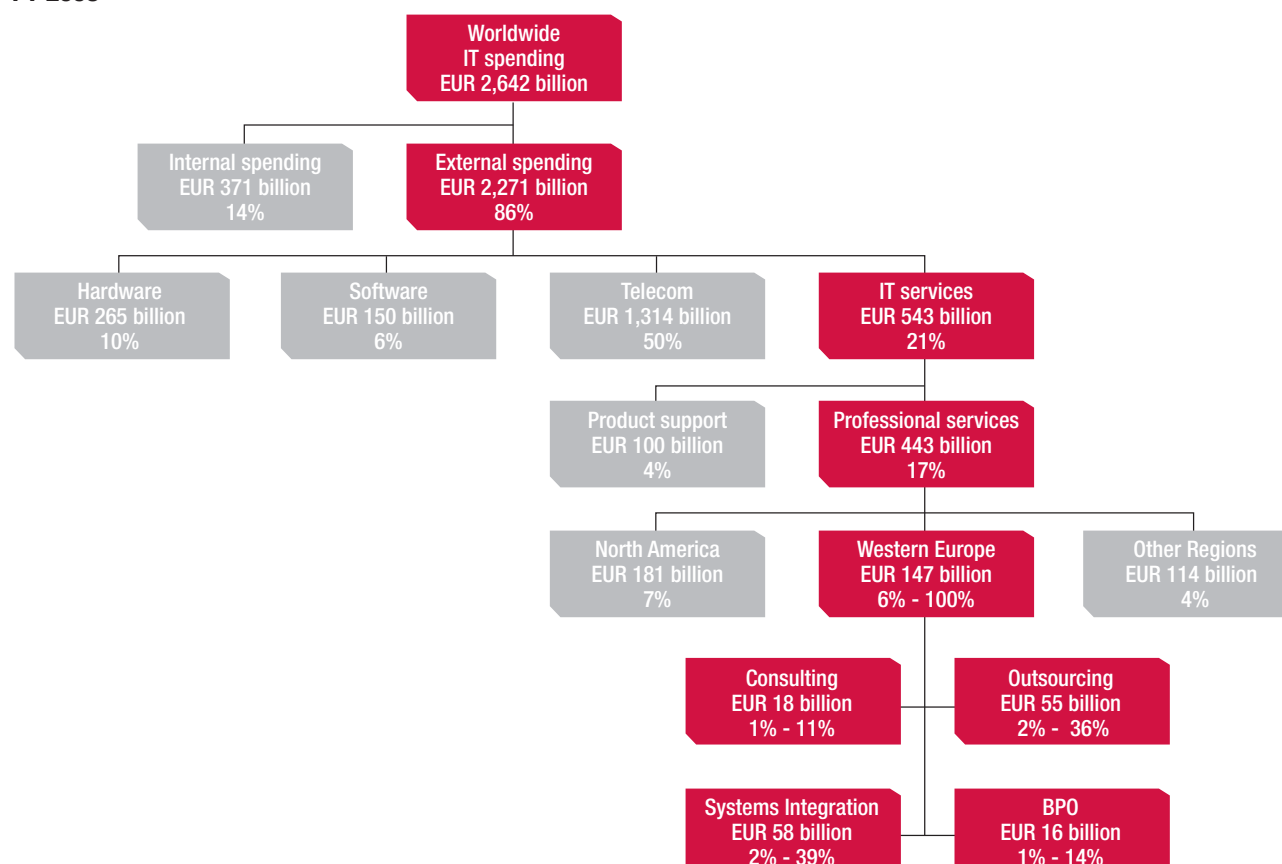 Worldwide
IT spending
EUR 2,642 billion
Internal spending
EUR 371 billion
14%
External spending
EUR 2,271 billion
86%
Hardware
EUR 265 billion
10%
Software
EUR 150 billion
6%
Telecom
EUR 1,314 billion
50%
IT services
EUR 543 billion
21%
Product support
EUR 100 billion
4%
Professional services
EUR 443 billion
17%
North America
EUR 181 billion
7%
Western Europe
EUR 147 billion
6% - 100%
Other Regions
EUR 114 billion
4%
Consulting
EUR 18 billion
1% - 11%
Outsourcing
EUR 55 billion
2% - 36%
Systems Integration
EUR 58 billion
2% - 39%
BPO
EUR 16 billion
1% - 14%